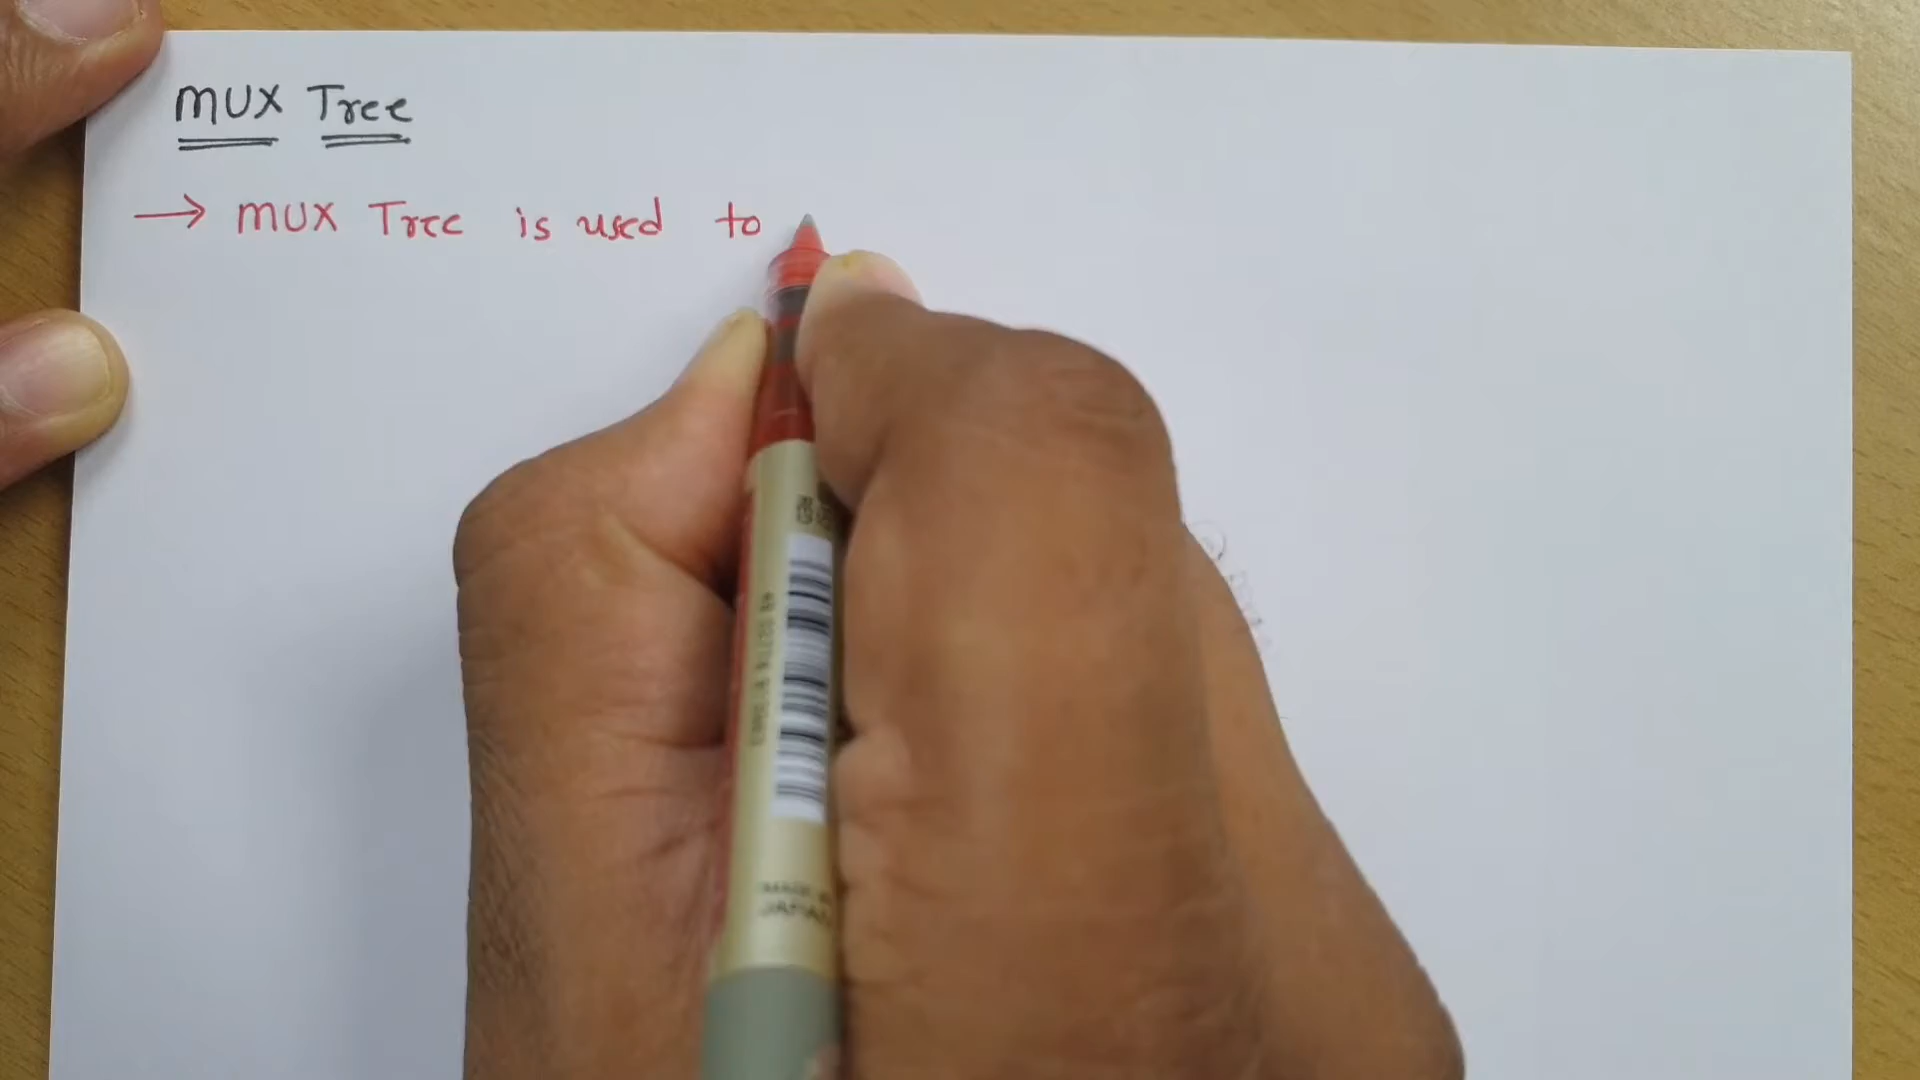 MUX Tree
→ MUX Tree is used to